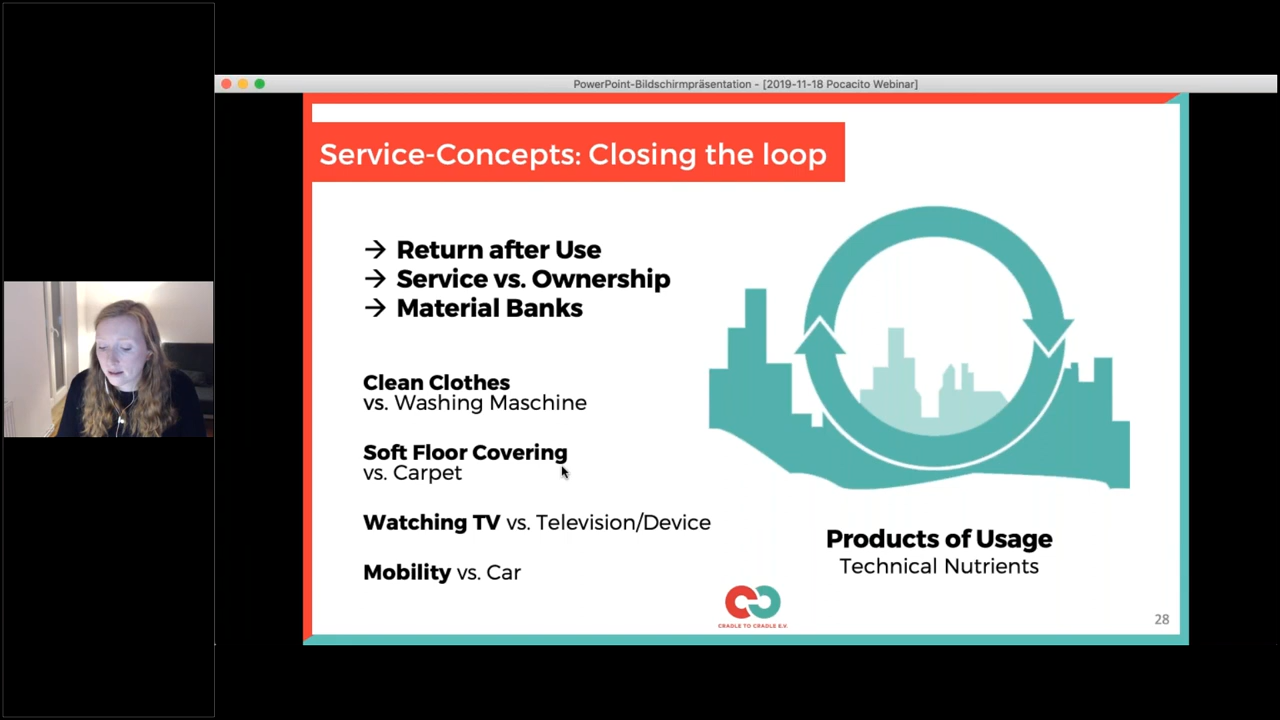 PowerPoint-Bildschirmpräsentation - [2019-11-18 Pocacito Webinar]
Service-Concepts: Closing the loop
→ Return after Use
→ Service vs. Ownership
→ Material Banks
Clean Clothes
vs. Washing Maschine
Soft Floor Covering
vs. Carpet
Watching TV vs. Television/Device
Mobility vs. Car
Products of Usage
Technical Nutrients
CRADLE TO CRADLE E.V.
28